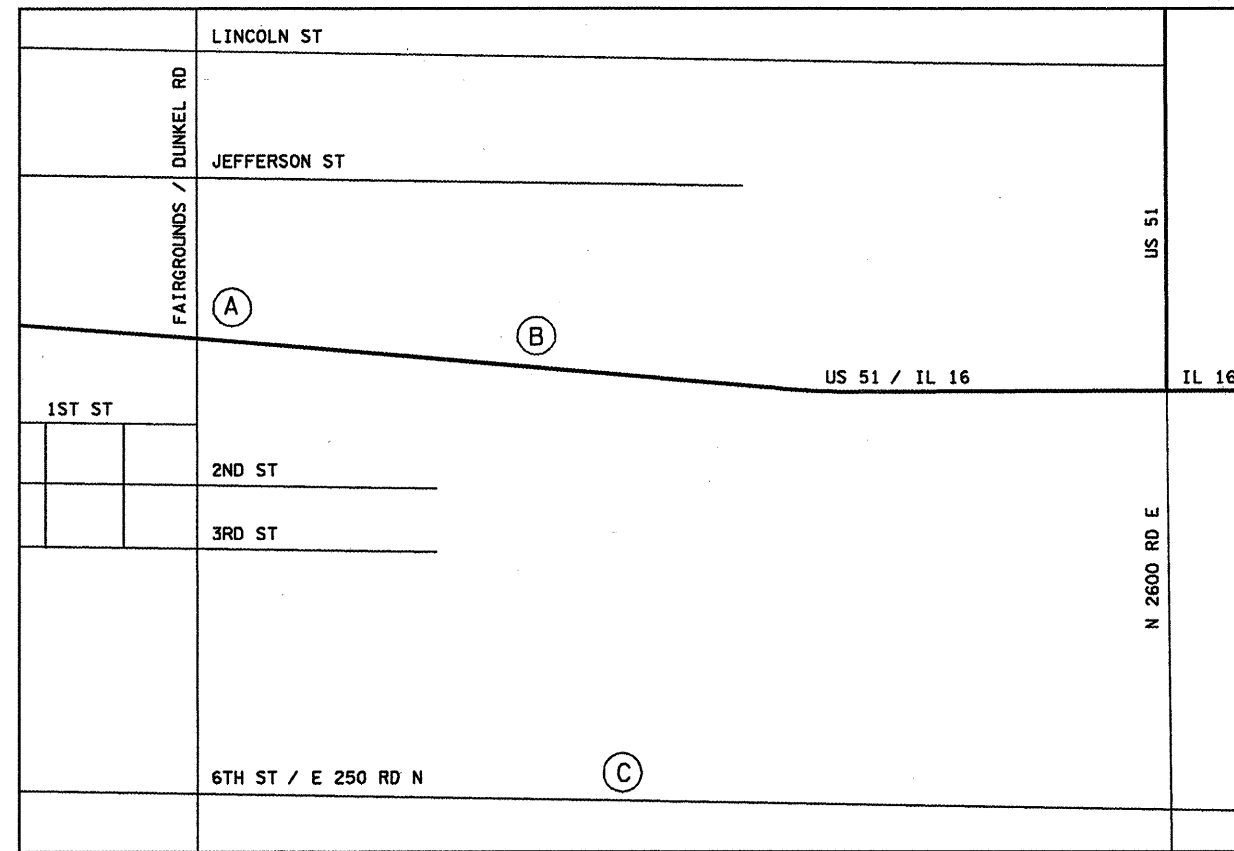 LINCOLN ST
FAIRGROUNDS / DUNKEL RD
JEFFERSON ST
US 51
A
B
US 51 / IL 16
IL 16
1ST ST
2ND ST
3RD ST
N 2600 RD E
6TH ST / E 250 RD N
C